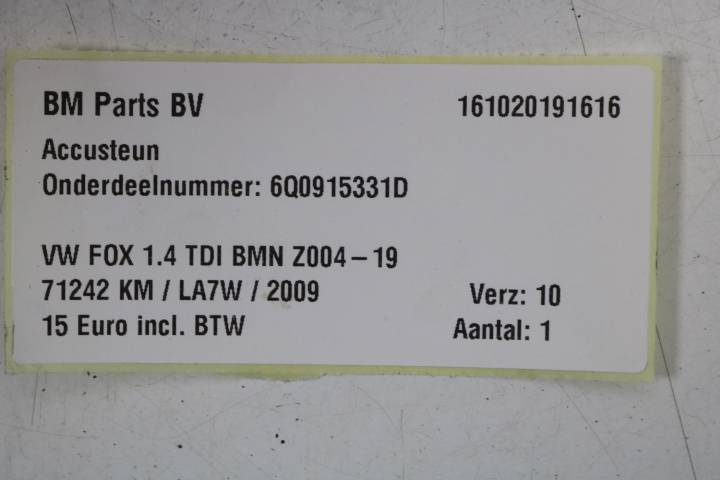 BM Parts BV 161020191616
Accusteun
Onderdeelnummer: 6Q0915331D
VW FOX 1.4 TDI BMN Z004-19
71242 KM / LA7W / 2009 Verz: 10
15 Euro incl. BTW Aantal: 1